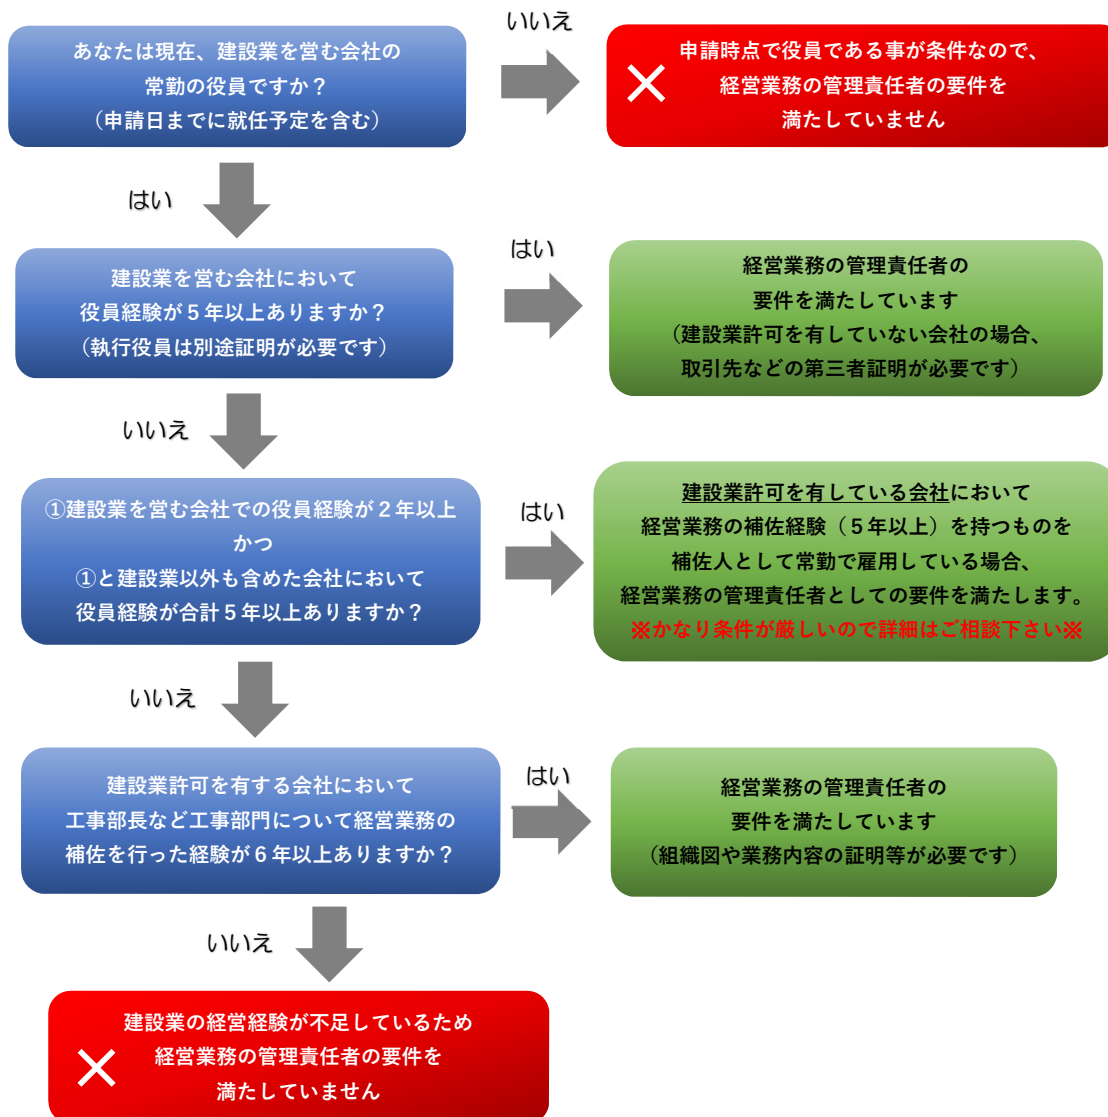 あなたは現在、建設業を営む会社の
常勤の役員ですか？
（申請日までに就任予定を含む）
いいえ
申請時点で役員である事が条件なので、
経営業務の管理責任者の要件を
満たしていません
はい
建設業を営む会社において
役員経験が５年以上ありますか？
（執行役員は別途証明が必要です）
はい
経営業務の管理責任者の
要件を満たしています
（建設業許可を有していない会社の場合、
取引先などの第三者証明が必要です）
いいえ
①建設業を営む会社での役員経験が２年以上
かつ
①と建設業以外も含めた会社において
役員経験が合計５年以上ありますか？
はい
建設業許可を有している会社において
経営業務の補佐経験（５年以上）を持つものを
補佐人として常勤で雇用している場合、
経営業務の管理責任者としての要件を満たします。
※かなり条件が厳しいので詳細はご相談下さい※
いいえ
建設業許可を有する会社において
工事部長など工事部門について経営業務の
補佐を行った経験が６年以上ありますか？
はい
経営業務の管理責任者の
要件を満たしています
（組織図や業務内容の証明等が必要です）
いいえ
建設業の経営経験が不足しているため
経営業務の管理責任者の要件を
満たしていません